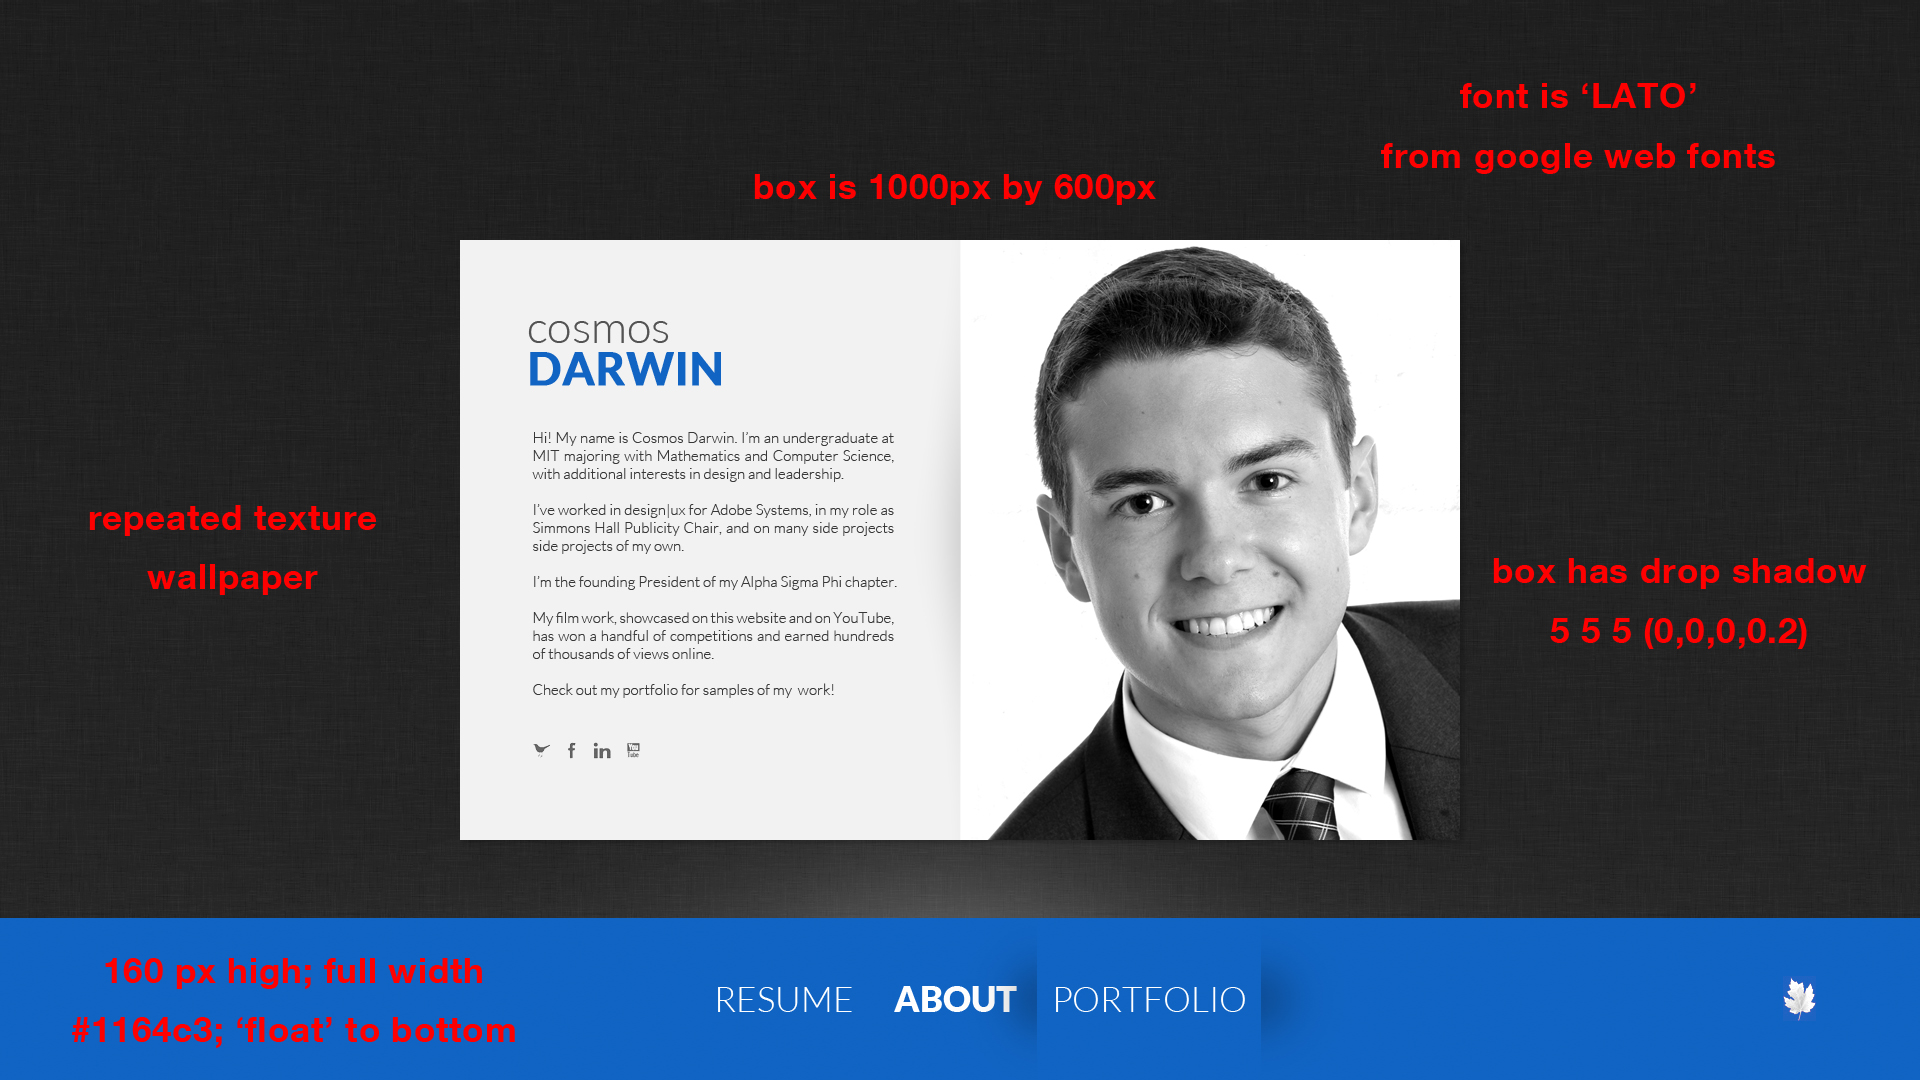 font is ‘LATO’
from google web fonts
box is 1000px by 600px
cosmos
DARWIN
Hi! My name is Cosmos Darwin. I’m an undergraduate at
MIT majoring with Mathematics and Computer Science,
with additional interests in design and leadership.
I’ve worked in design|ux for Adobe Systems, in my role as
Simmons Hall Publicity Chair, and on many side projects
side projects of my own.
I’m the founding President of my Alpha Sigma Phi chapter.
My film work, showcased on this website and on YouTube,
has won a handful of competitions and earned hundreds
of thousands of views online.
Check out my portfolio for samples of my work!
f in You Tube
repeated texture
wallpaper
box has drop shadow
5 5 5 (0,0,0,0.2)
160 px high; full width
#1164c3; ‘float’ to bottom
RESUME ABOUT PORTFOLIO